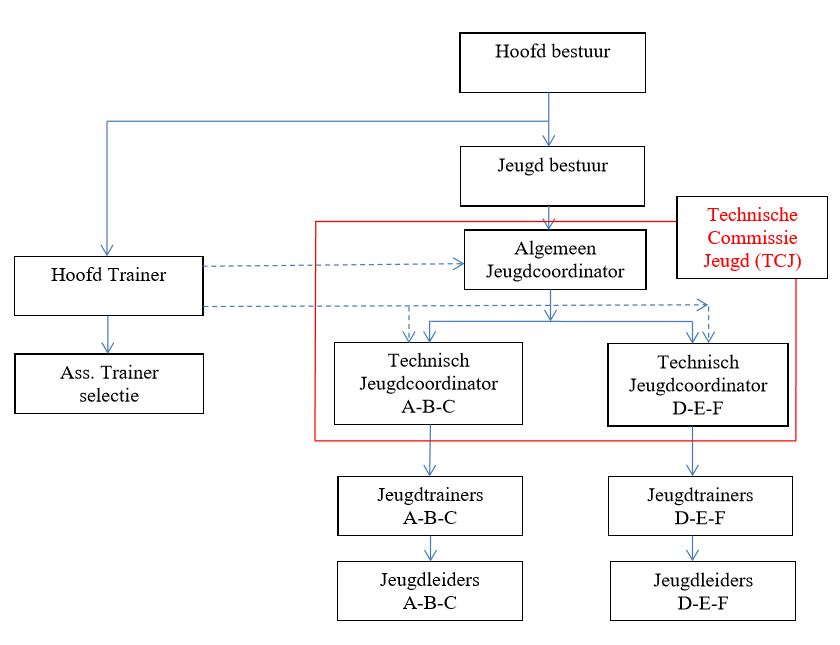 Hoofd bestuur
Jeugd bestuur
Technische
Commissie
Jeugd (TCJ)
Algemeen
Jeugdcoordinator
Hoofd Trainer
Ass. Trainer
selectie
Technisch
Jeugdcoordinator
A-B-C
Technisch
Jeugdcoordinator
D-E-F
Jeugdtrainers
A-B-C
Jeugdtrainers
D-E-F
Jeugdleiders
A-B-C
Jeugdleiders
D-E-F